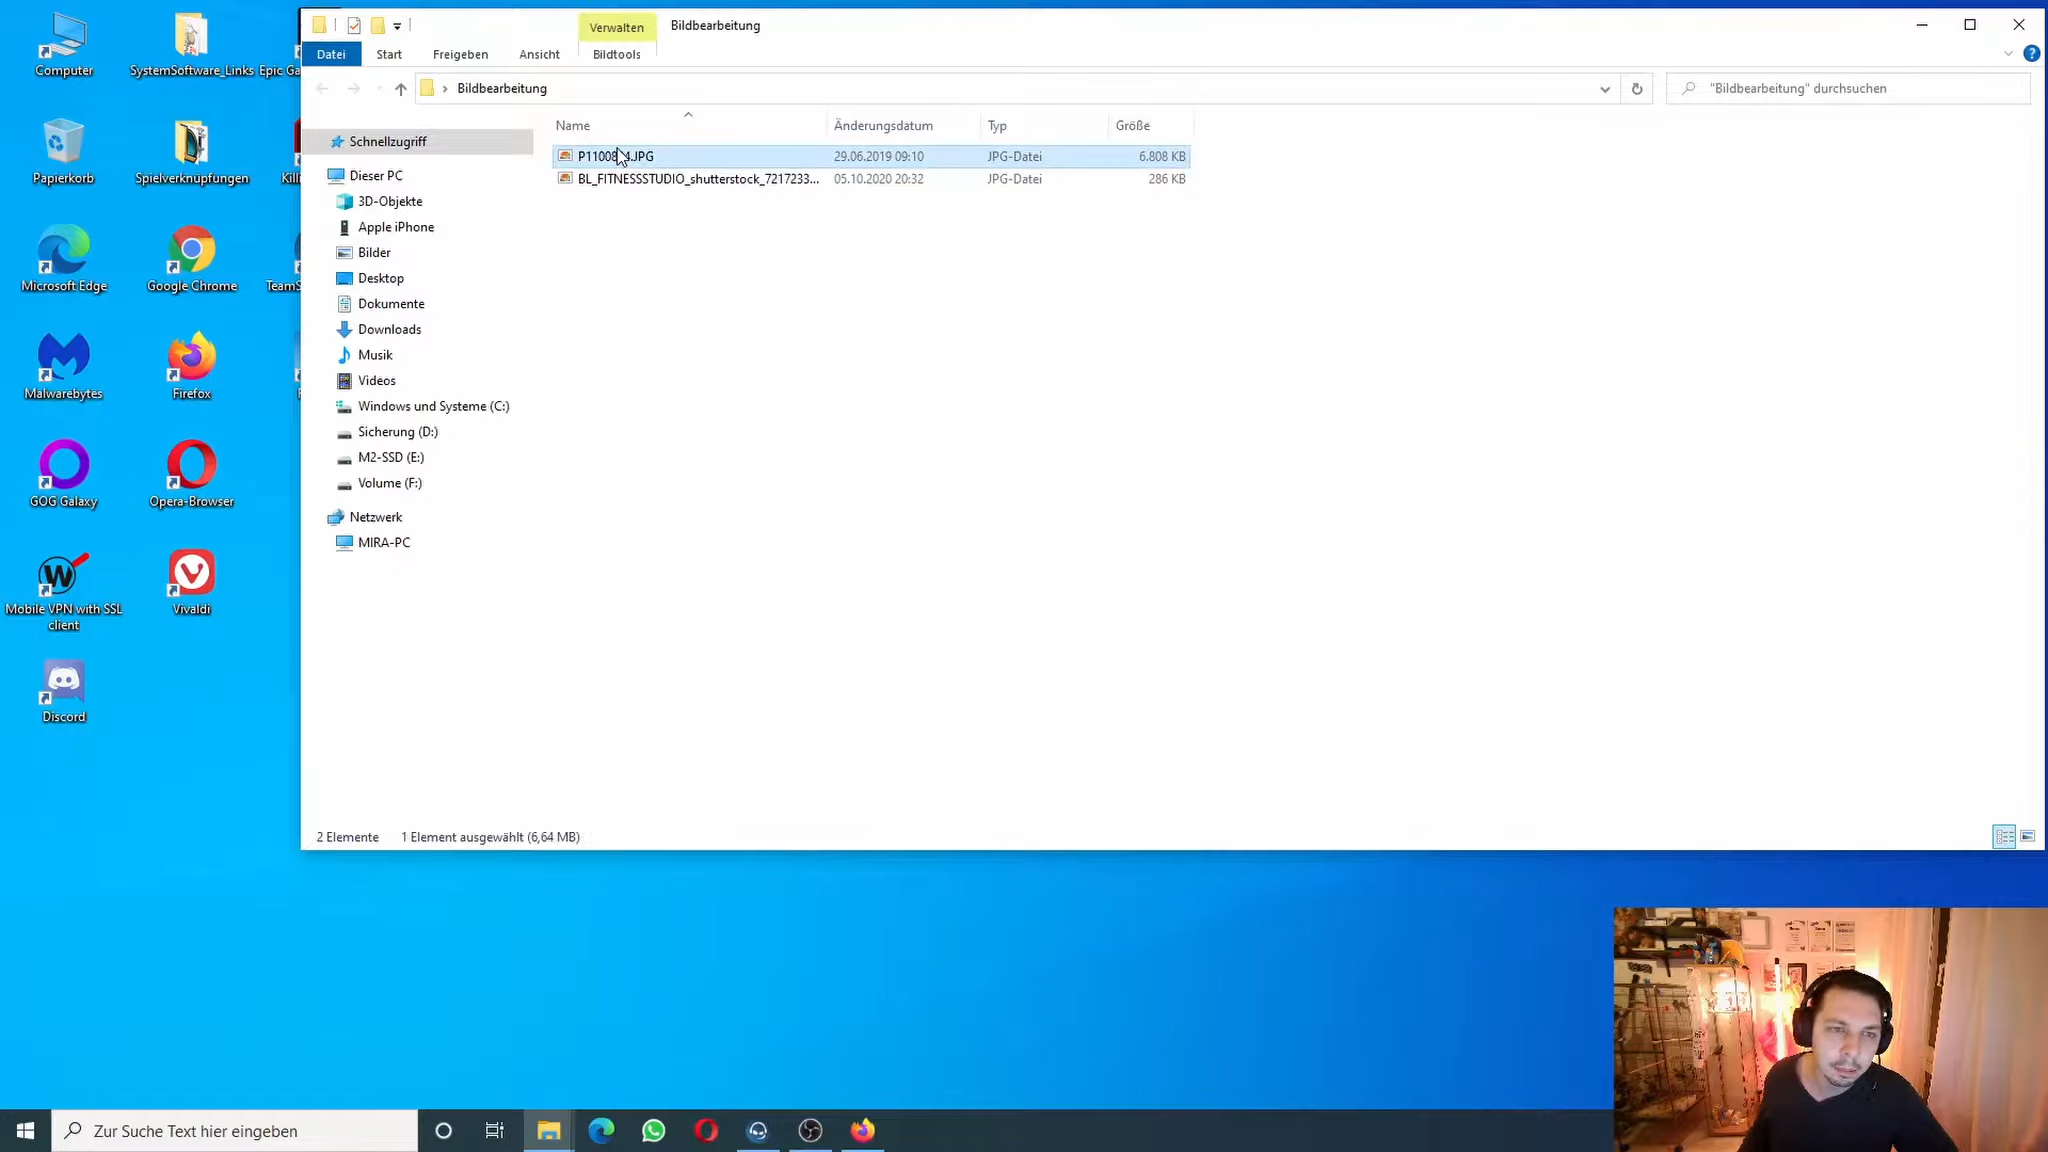 Verwalten
Bildbearbeitung
Datei
Start
Freigeben
Ansicht
Bildtools
Bildbearbeitung
"Bildbearbeitung" durchsuchen
Name
Änderungsdatum
Typ
Größe
29.06.2019 09:10
JPG-Datei
6.808 KB
BL_FITNESSSTUDIO_shutterstock_7217233...
05.10.2020 20:32
JPG-Datei
286 KB
Schnellzugriff
Dieser PC
3D-Objekte
Apple iPhone
Bilder
Desktop
Dokumente
Downloads
Musik
Videos
Windows und Systeme (C:)
Sicherung (D:)
M2-SSD (E:)
Volume (F:)
Netzwerk
MIRA-PC
2 Elemente
1 Element ausgewählt (6,64 MB)
Computer
SystemSoftware_Links
Papierkorb
Spielverknüpfungen
Microsoft Edge
Google Chrome
Malwarebytes
Firefox
GOG Galaxy
Opera-Browser
Mobile VPN with SSL
client
Vivaldi
Discord
Zur Suche Text hier eingeben